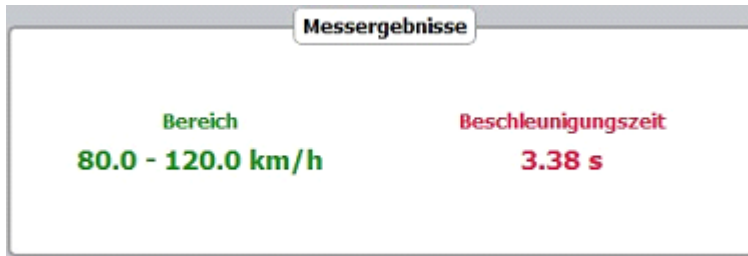 Messergebnisse
Bereich
Beschleunigungszeit
80.0 - 120.0 km/h
3.38 s